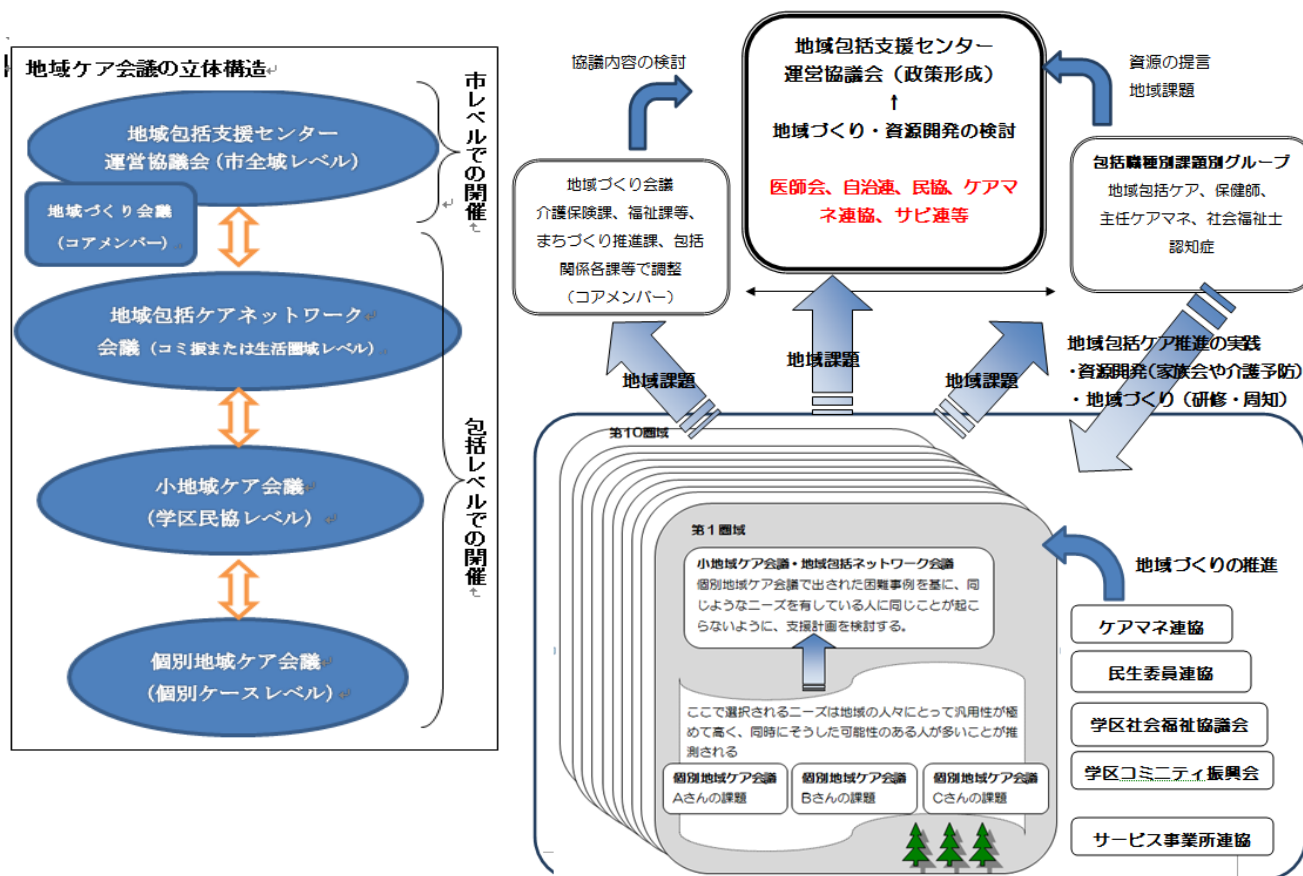 地域ケア会議の立体構造
地域包括支援センター
運営協議会（市全域レベル）
地域づくり会議
（コアメンバー）
地域包括ケアネットワーク
会議（コミ振または生活圏域レベル）
小地域ケア会議
（学区民協レベル）
個別地域ケア会議
（個別ケースレベル）
市レベルでの開催
包括レベルでの開催
協議内容の検討
地域包括支援センター
運営協議会（政策形成）
↑
地域づくり・資源開発の検討
医師会、自治連、民協、ケアマ
ネ連協、サビ連等
資源の提言
地域課題
地域づくり会議
介護保険課、福祉課等、
まちづくり推進課、包括
関係各課等で調整
（コアメンバー）
包括職種別課題別グループ
地域包括ケア、保健師、
主任ケアマネ、社会福祉士
認知症
地域課題
地域課題
地域課題
地域包括ケア推進の実践
・資源開発（家族会や介護予防）
・地域づくり（研修・周知）
第10圏域
第１圏域
小地域ケア会議・地域包括ネットワーク会議
個別地域ケア会議で出された困難事例を基に、同
じようなニーズを有している人に同じことが起こ
らないように、支援計画を検討する。
ここで選択されるニーズは地域の人々にとって汎用性が極
めて高く、同時にそうした可能性のある人が多いことが推
測される
個別地域ケア会議
Aさんの課題
個別地域ケア会議
Bさんの課題
個別地域ケア会議
Cさんの課題
地域づくりの推進
ケアマネ連協
民生委員連協
学区社会福祉協議会
学区コミニティ振興会
サービス事業所連協